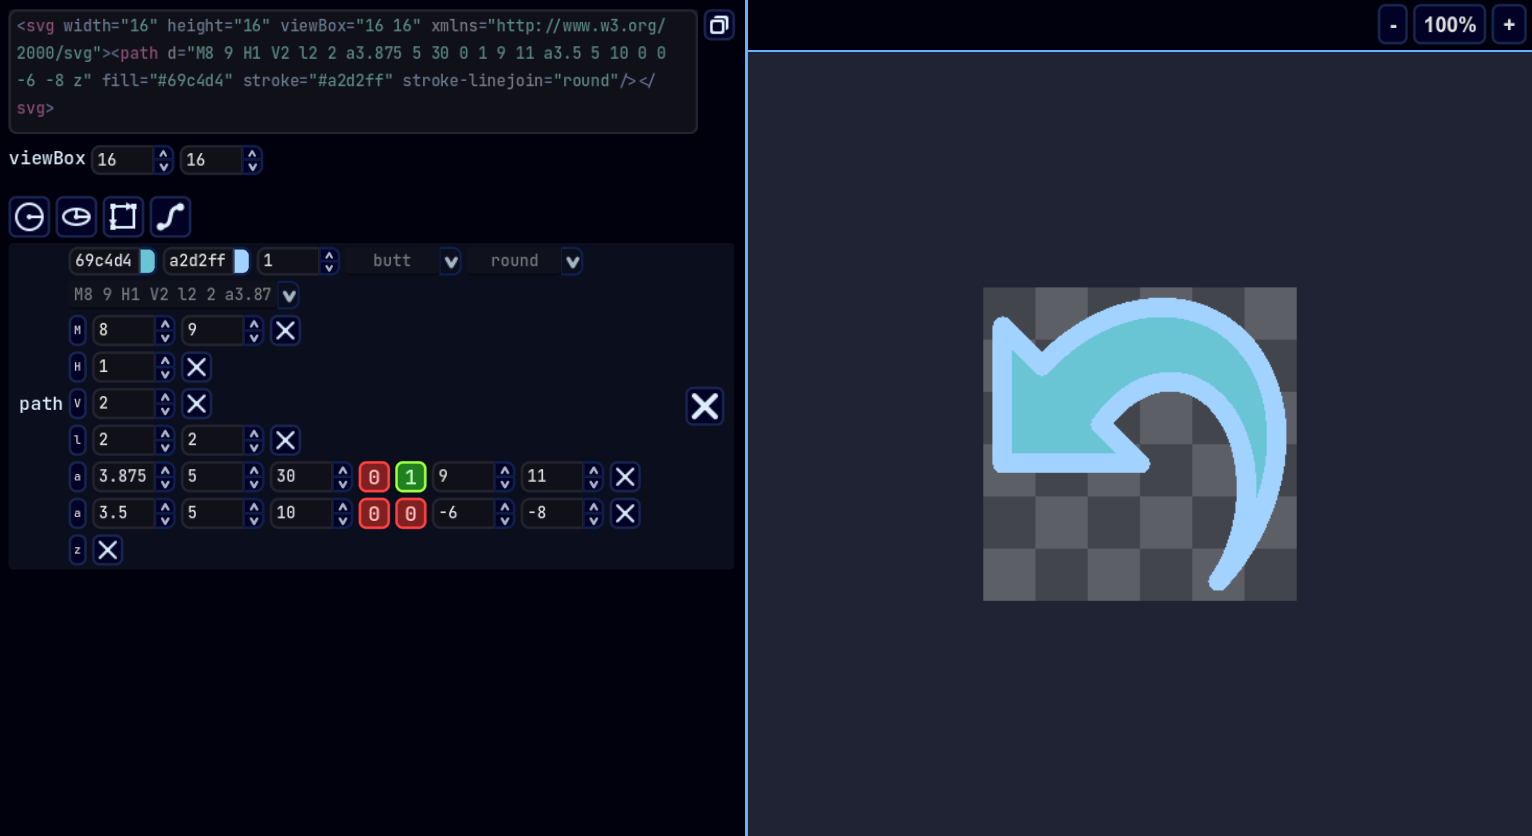 <svg width="16" height="16" viewBox="16 16" xmlns="http://www.w3.org/
2000/svg"><path d="M8 9 H1 V2 l2 2 a3.875 5 30 0 1 9 11 a3.5 5 10 0 0
-6 -8 z" fill="#69c4d4" stroke="#a2d2ff" stroke-linejoin="round"/></
svg>
- 100% +
viewBox 16 16
69c4d4 a2d2ff 1 butt round
M8 9 H1 V2 l2 2 a3.87
M 8 9
H 1
path V 2
l 2 2
a 3.875 5 30 0 1 9 11
a 3.5 5 10 0 0 -6 -8
z